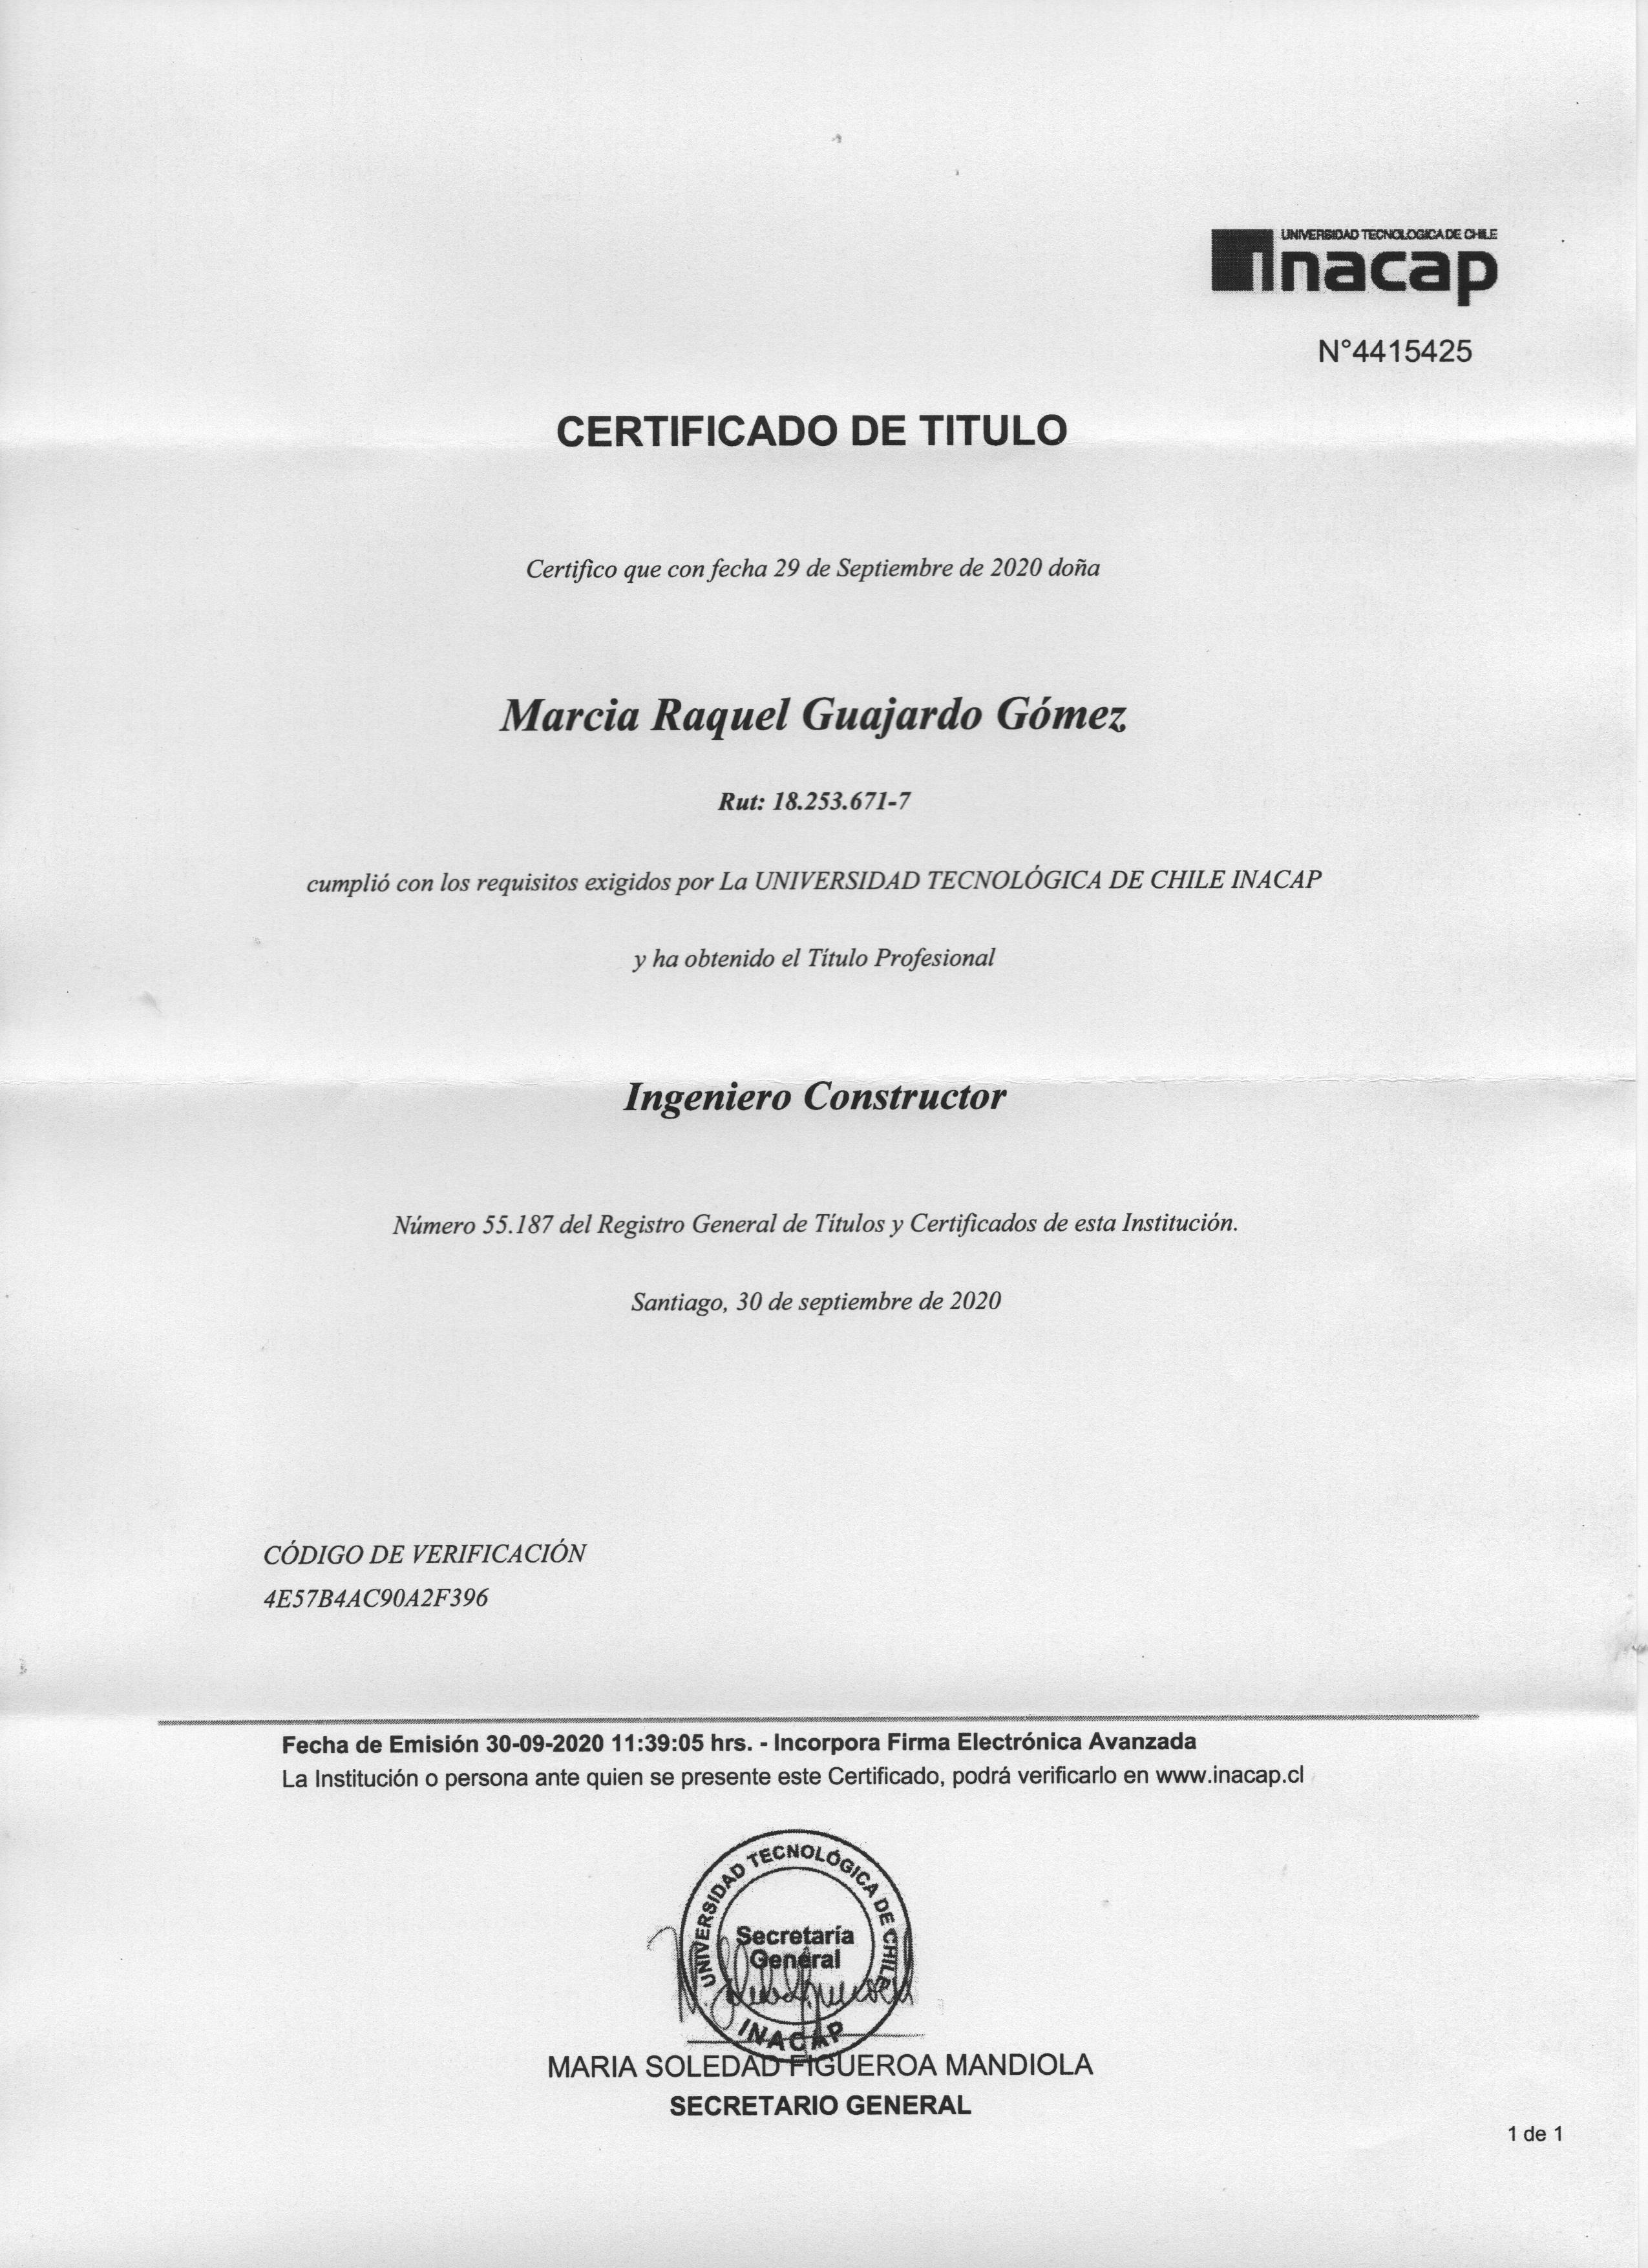 UNIVERSIDAD TECNOLOGICA DE CHILE
inacap
N°4415425
CERTIFICADO DE TITULO
Certifico que con fecha 29 de Septiembre de 2020 doña
Marcia Raquel Guajardo Gómez
Rut: 18.253.671-7
cumplió con los requisitos exigidos por La UNIVERSIDAD TECNOLÓGICA DE CHILE INACAP
y ha obtenido el Título Profesional
Ingeniero Constructor
Número 55.187 del Registro General de Títulos y Certificados de esta Institución.
Santiago, 30 de septiembre de 2020
CÓDIGO DE VERIFICACIÓN
4E57B4AC90A2F396
Fecha de Emisión 30-09-2020 11:39:05 hrs. - Incorpora Firma Electrónica Avanzada
La Institución o persona ante quien se presente este Certificado, podrá verificarlo en www.inacap.cl
UNIVERSIDAD TECNOLÓGICA DE CHILE
Secretaría
General
INACAP
MARIA SOLEDAD FIGUEROA MANDIOLA
SECRETARIO GENERAL
1 de 1